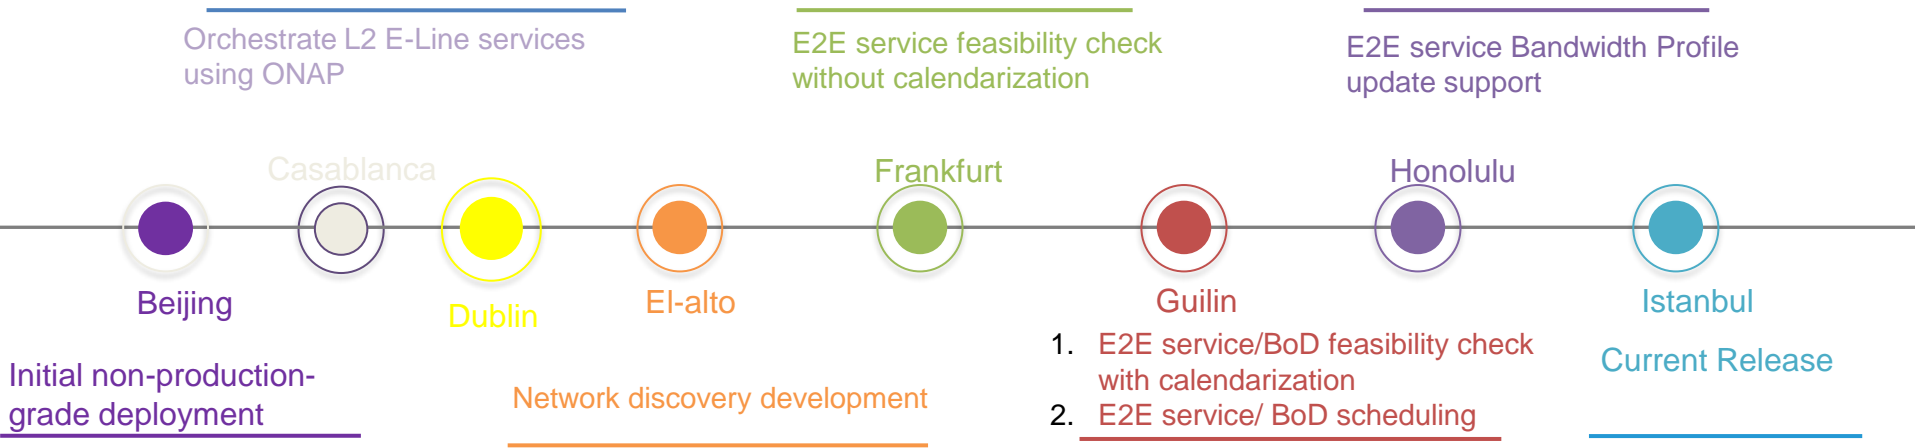 Orchestrate L2 E-Line services
using ONAP
E2E service feasibility check
without calendarization
E2E service Bandwidth Profile
update support
Casablanca
Frankfurt
Honolulu
Beijing
Dublin
El-alto
Guilin
Istanbul
Initial non-production-
grade deployment
Network discovery development
1. E2E service/BoD feasibility check
with calendarization
2. E2E service/ BoD scheduling
Current Release